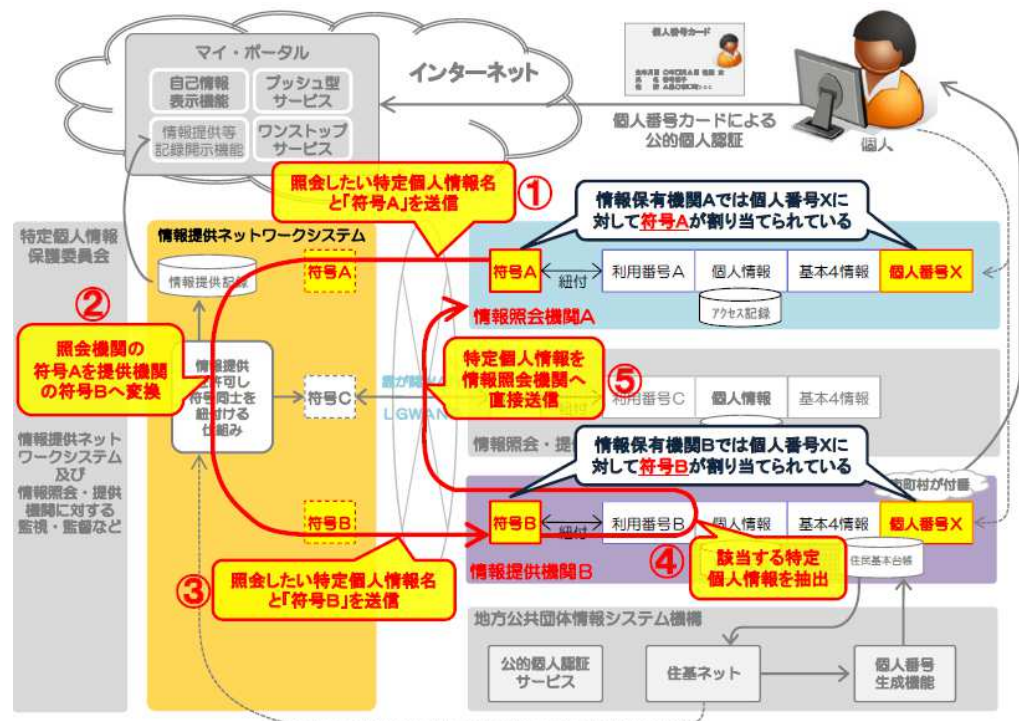 マイ・ポータル
自己情報
表示機能
プッシュ型
サービス
情報提供等
記録開示機能
ワンストップ
サービス
インターネット
個人番号カード
個人番号カードによる
公的個人認証
個人
照会したい特定個人情報名
と「符号A」を送信
①
情報保有機関Aでは個人番号Xに
対して符号Aが割り当てられている
特定個人情報
保護委員会
情報提供ネットワークシステム
情報提供記録
符号A
符号A
紐付
利用番号A
個人情報
基本4情報
個人番号X
アクセス記録
情報照会機関A
②
照会機関の
符号Aを提供機関
の符号Bへ変換
情報提供
を許可し
符号同士を
紐付ける
仕組み
符号C
LGWAN
特定個人情報を
情報照会機関へ
直接送信
⑤
利用番号C
個人情報
基本4情報
情報照会・提
情報保有機関Bでは個人番号Xに
対して符号Bが割り当てられている
情報提供ネット
ワークシステム
及び
情報照会・提供
機関に対する
監視・監督など
市町村が付番
符号B
符号B
紐付
利用番号B
個人情報
基本4情報
個人番号X
住民基本台帳
情報提供機関B
④
該当する特定
個人情報を抽出
③
照会したい特定個人情報名
と「符号B」を送信
地方公共団体情報システム機構
公的個人認証
サービス
住基ネット
個人番号
生成機能